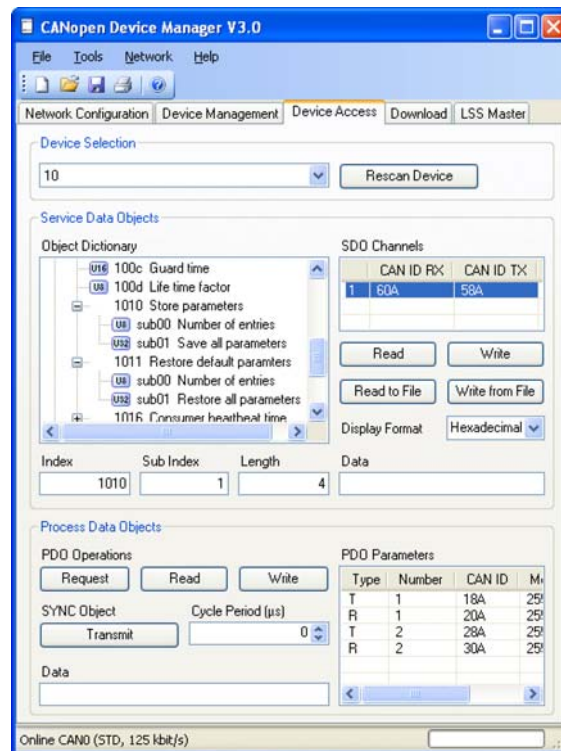 CANopen Device Manager V3.0
File Tools Network Help
Network Configuration Device Management Device Access Download LSS Master
Device Selection
10
Rescan Device
Service Data Objects
Object Dictionary
U16 100c Guard time
U8 100d Life time factor
1010 Store parameters
U8 sub00 Number of entries
U32 sub01 Save all parameters
1011 Restore default paramters
U8 sub00 Number of entries
U32 sub01 Restore all parameters
1016 Consumer heartbeat time
SDO Channels
CAN ID RX CAN ID TX
1 60A 58A
Read Write
Read to File Write from File
Display Format Hexadecimal
Index Sub Index Length Data
1010 1 4
Process Data Objects
PDO Operations
Request Read Write
SYNC Object Cycle Period (µs)
Transmit 0
Data
PDO Parameters
Type Number CAN ID
T 1 18A 255
R 1 20A 255
T 2 28A 255
R 2 30A 255
Online CAN0 (STD, 125 kbit/s)